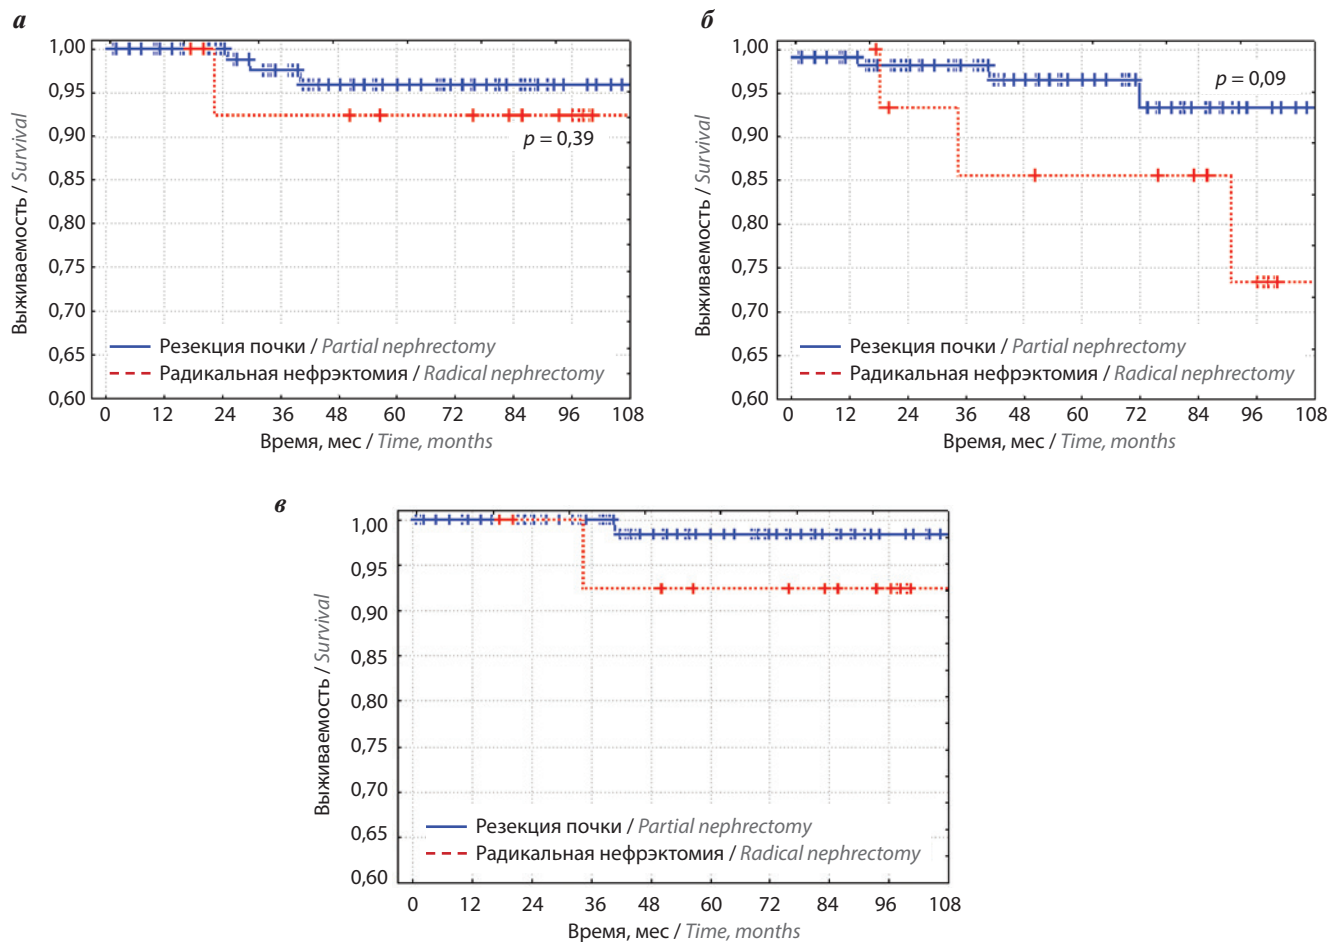 а
1,00
0,95
0,90
0,85
0,80
0,75
0,70
0,65
0,60
Выживаемость / Survival
p = 0,39
Резекция почки / Partial nephrectomy
Радикальная нефрэктомия / Radical nephrectomy
0 12 24 36 48 60 72 84 96 108
Время, мес / Time, months
б
1,00
0,95
0,90
0,85
0,80
0,75
0,70
0,65
0,60
Выживаемость / Survival
p = 0,09
Резекция почки / Partial nephrectomy
Радикальная нефрэктомия / Radical nephrectomy
0 12 24 36 48 60 72 84 96 108
Время, мес / Time, months
в
1,00
0,95
0,90
0,85
0,80
0,75
0,70
0,65
0,60
Выживаемость / Survival
Резекция почки / Partial nephrectomy
Радикальная нефрэктомия / Radical nephrectomy
0 12 24 36 48 60 72 84 96 108
Время, мес / Time, months